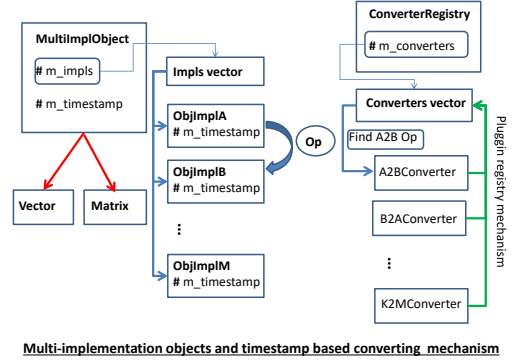 MultiImplObject
# m_impls
# m_timestamp
Vector
Matrix
Impls vector
ObjImplA
# m_timestamp
ObjImplB
# m_timestamp
⋮
ObjImplM
# m_timestamp
Op
ConverterRegistry
# m_converters
Converters vector
Find A2B Op
A2BConverter
B2AConverter
⋮
K2MConverter
Pluggin registry mechanism
Multi-implementation objects and timestamp based converting mechanism